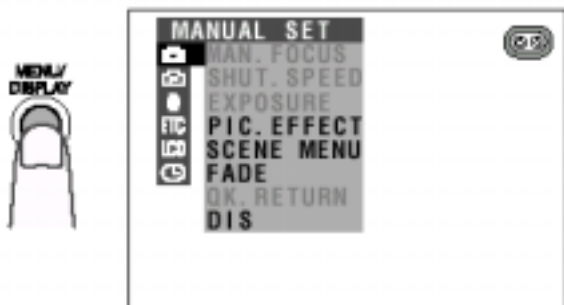 MENU/
DISPLAY
MANUAL SET
MAN. FOCUS
SHUT. SPEED
EXPOSURE
ETC
PIC. EFFECT
LCD
SCENE MENU
FADE
QK. RETURN
DIS